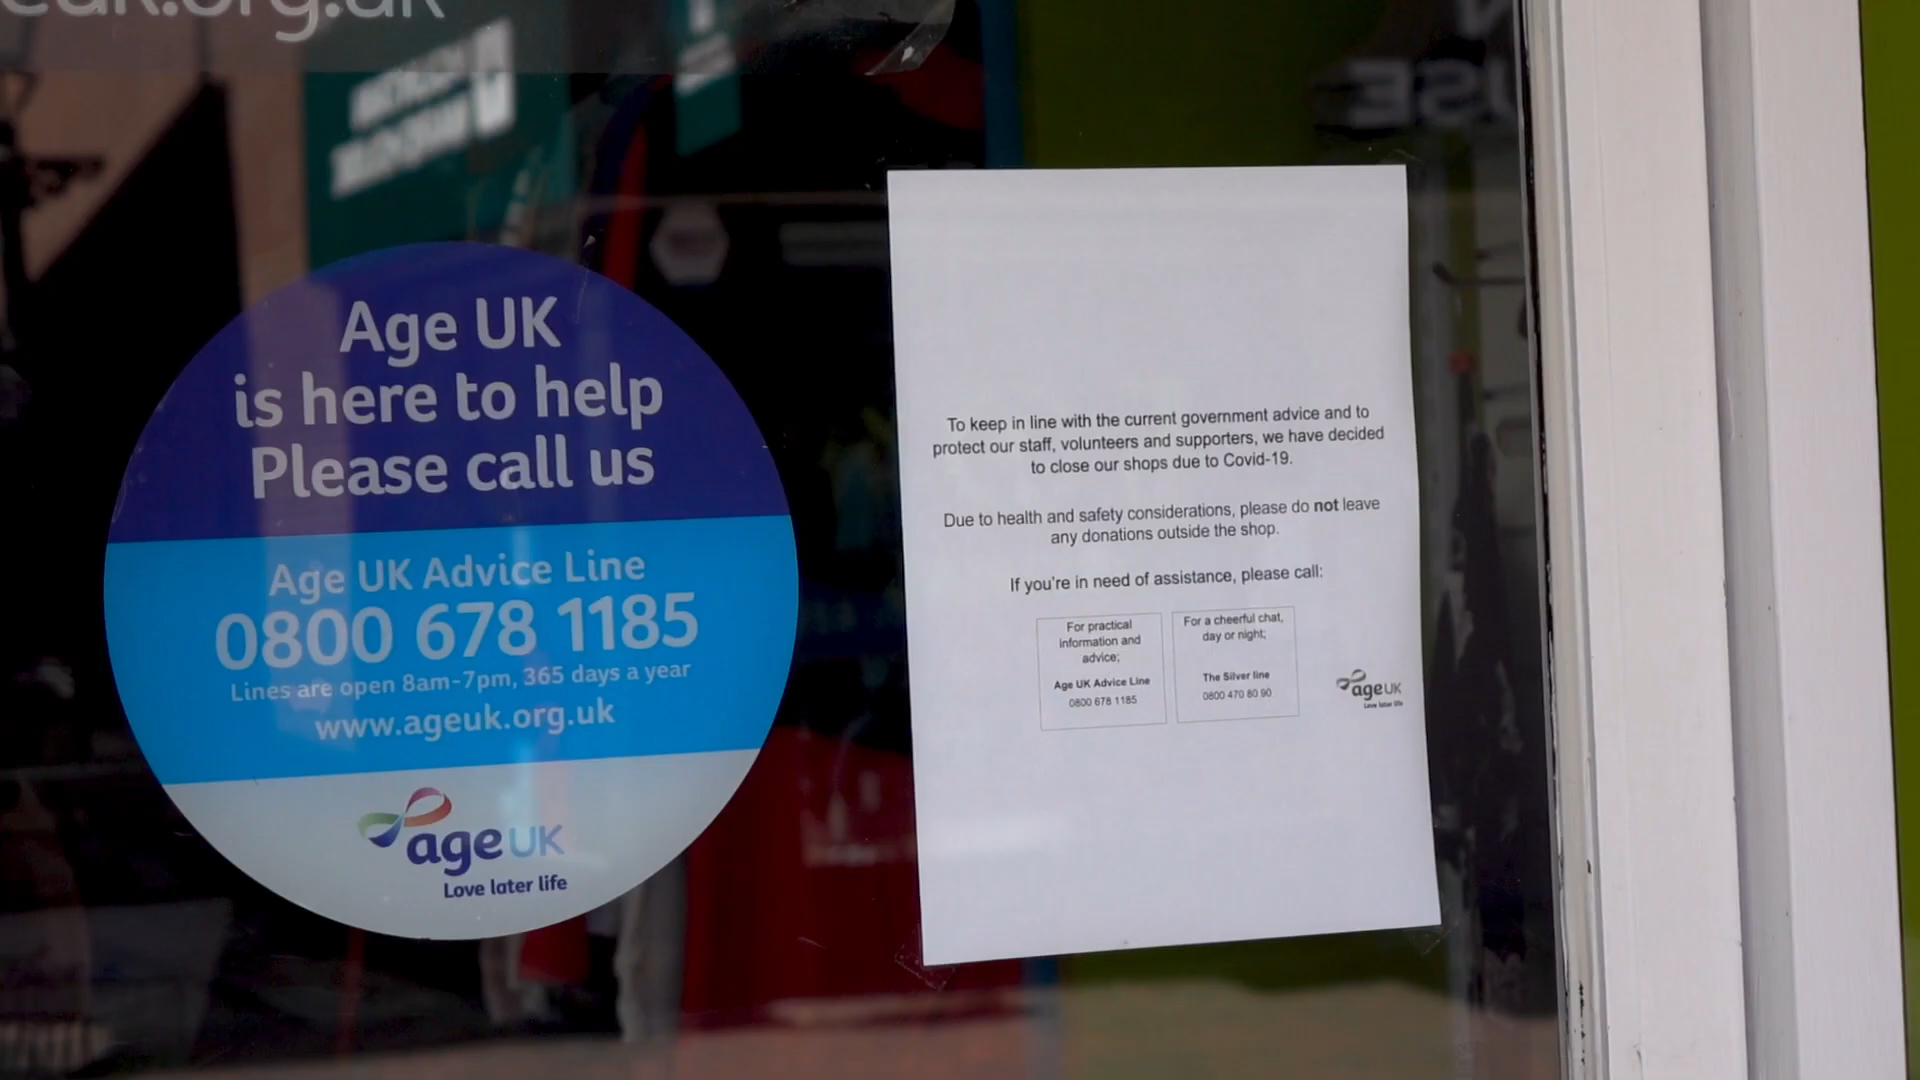 Age UK
is here to help
Please call us
Age UK Advice Line
0800 678 1185
Lines are open 8am-7pm, 365 days a year
www.ageuk.org.uk
age UK
Love later life
To keep in line with the current government advice and to
protect our staff, volunteers and supporters, we have decided
to close our shops due to Covid-19.
Due to health and safety considerations, please do not leave
any donations outside the shop.
If you're in need of assistance, please call:
For practical
information and
advice;
Age UK Advice Line
0800 678 1185
For a cheerful chat,
day or night;
The Silver line
0800 470 80 90
age UK
Love later life